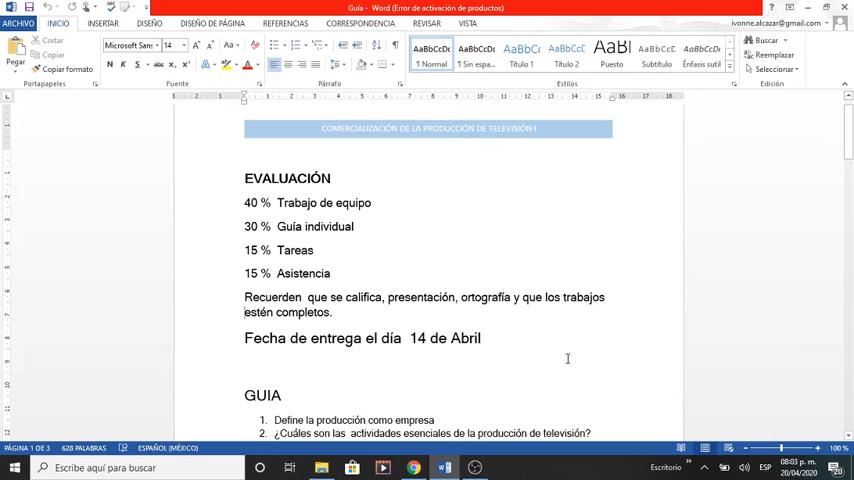 Guía - Word (Error de activación de productos)
ARCHIVO INICIO INSERTAR DISEÑO DISEÑO DE PÁGINA REFERENCIAS CORRESPONDENCIA REVISAR VISTA ivonne.alcazar@gmail.com
Pegar
Cortar
Copiar
Copiar formato
Portapapeles
Microsoft Sans 14
N K S abc
Fuente
Párrafo
AaBbCcDc AaBbCcDc AaBbCc AaBbCcC AaBl AaBbCcC AaBbCcDc
¶ Normal ¶ Sin espa... Título 1 Título 2 Puesto Subtítulo Énfasis sutil
Estilos
Buscar
Reemplazar
Seleccionar
Edición
COMERCIALIZACIÓN DE LA PRODUCCIÓN DE TELEVISIÓN I
EVALUACIÓN
40 % Trabajo de equipo
30 % Guía individual
15 % Tareas
15 % Asistencia
Recuerden que se califica, presentación, ortografía y que los trabajos
estén completos.
Fecha de entrega el día 14 de Abril
GUIA
1. Define la producción como empresa
2. ¿Cuáles son las actividades esenciales de la producción de televisión?
PÁGINA 1 DE 3 628 PALABRAS ESPAÑOL (MÉXICO) 100 %
Escribe aquí para buscar
Escritorio
ESP
08:03 p. m.
20/04/2020
20